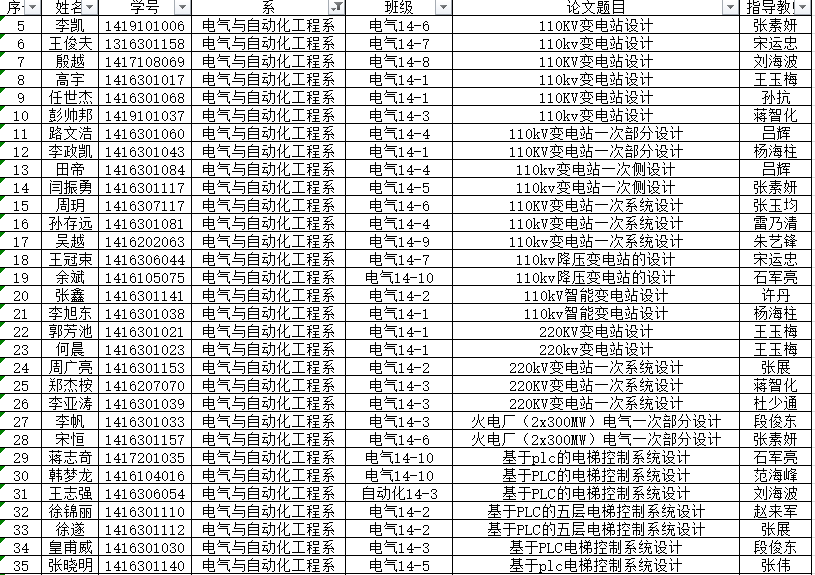 序 姓名 学号 系 班级 论文题目 指导教
5 李凯 1419101006 电气与自动化工程系 电气14-6 110KV变电站设计 张素妍
6 王俊夫 1316301158 电气与自动化工程系 电气14-7 110kv变电站设计 宋运忠
7 殷越 1417108069 电气与自动化工程系 电气14-8 110kv变电站设计 刘海波
8 高宇 1416301017 电气与自动化工程系 电气14-1 110kV变电站设计 王玉梅
9 任世杰 1416301068 电气与自动化工程系 电气14-1 110KV变电站设计 孙抗
10 彭帅邦 1419101037 电气与自动化工程系 电气14-3 110kv变电站设计 蒋智化
11 路文浩 1416301060 电气与自动化工程系 电气14-4 110kV变电站一次部分设计 吕辉
12 李政凯 1416301043 电气与自动化工程系 电气14-1 110KV变电站一次部分设计 杨海柱
13 田帝 1416301084 电气与自动化工程系 电气14-4 110kv变电站一次侧设计 吕辉
14 闫振勇 1416301117 电气与自动化工程系 电气14-5 110kv变电站一次侧设计 张素妍
15 周玥 1416307117 电气与自动化工程系 电气14-6 110kV变电站一次系统设计 张玉均
16 孙存远 1416301081 电气与自动化工程系 电气14-4 110kV变电站一次系统设计 雷乃清
17 吴越 1416202063 电气与自动化工程系 电气14-9 110kv变电站一次系统设计 朱艺锋
18 王冠束 1416306044 电气与自动化工程系 电气14-7 110kv降压变电站的设计 宋运忠
19 余斌 1416105075 电气与自动化工程系 电气14-10 110kv降压变电站的设计 石军亮
20 张鑫 1416301141 电气与自动化工程系 电气14-2 110kV智能变电站设计 许丹
21 李旭东 1416301038 电气与自动化工程系 电气14-1 110kv智能变电站设计 杨海柱
22 郭芳池 1416301021 电气与自动化工程系 电气14-1 220KV变电站设计 王玉梅
23 何晨 1416301023 电气与自动化工程系 电气14-1 220kv变电站设计 王玉梅
24 周广亮 1416301153 电气与自动化工程系 电气14-2 220kV变电站一次系统设计 张展
25 郑杰桉 1416207070 电气与自动化工程系 电气14-3 220KV变电站一次系统设计 蒋智化
26 李亚涛 1416301039 电气与自动化工程系 电气14-3 220KV变电站一次系统设计 杜少通
27 李帆 1416301033 电气与自动化工程系 电气14-3 火电厂（2x300MW）电气一次部分设计 段俊东
28 宋恒 1416301157 电气与自动化工程系 电气14-6 火电厂（2x300MW）电气一次部分设计 张素妍
29 蒋志奇 1417201035 电气与自动化工程系 电气14-10 基于plc的电梯控制系统设计 石军亮
30 韩梦龙 1416104016 电气与自动化工程系 电气14-10 基于PLC的电梯控制系统设计 范海峰
31 王志强 1416306054 电气与自动化工程系 自动化14-3 基于PLC的电梯控制系统设计 刘海波
32 徐锦丽 1416301110 电气与自动化工程系 电气14-2 基于PLC的五层电梯控制系统设计 赵来军
33 徐遂 1416301112 电气与自动化工程系 电气14-2 基于PLC的五层电梯控制系统设计 张展
34 皇甫威 1416301030 电气与自动化工程系 电气14-3 基于PLC电梯控制系统设计 段俊东
35 张晓明 1416301140 电气与自动化工程系 电气14-5 基于plc电梯控制系统设计 张伟